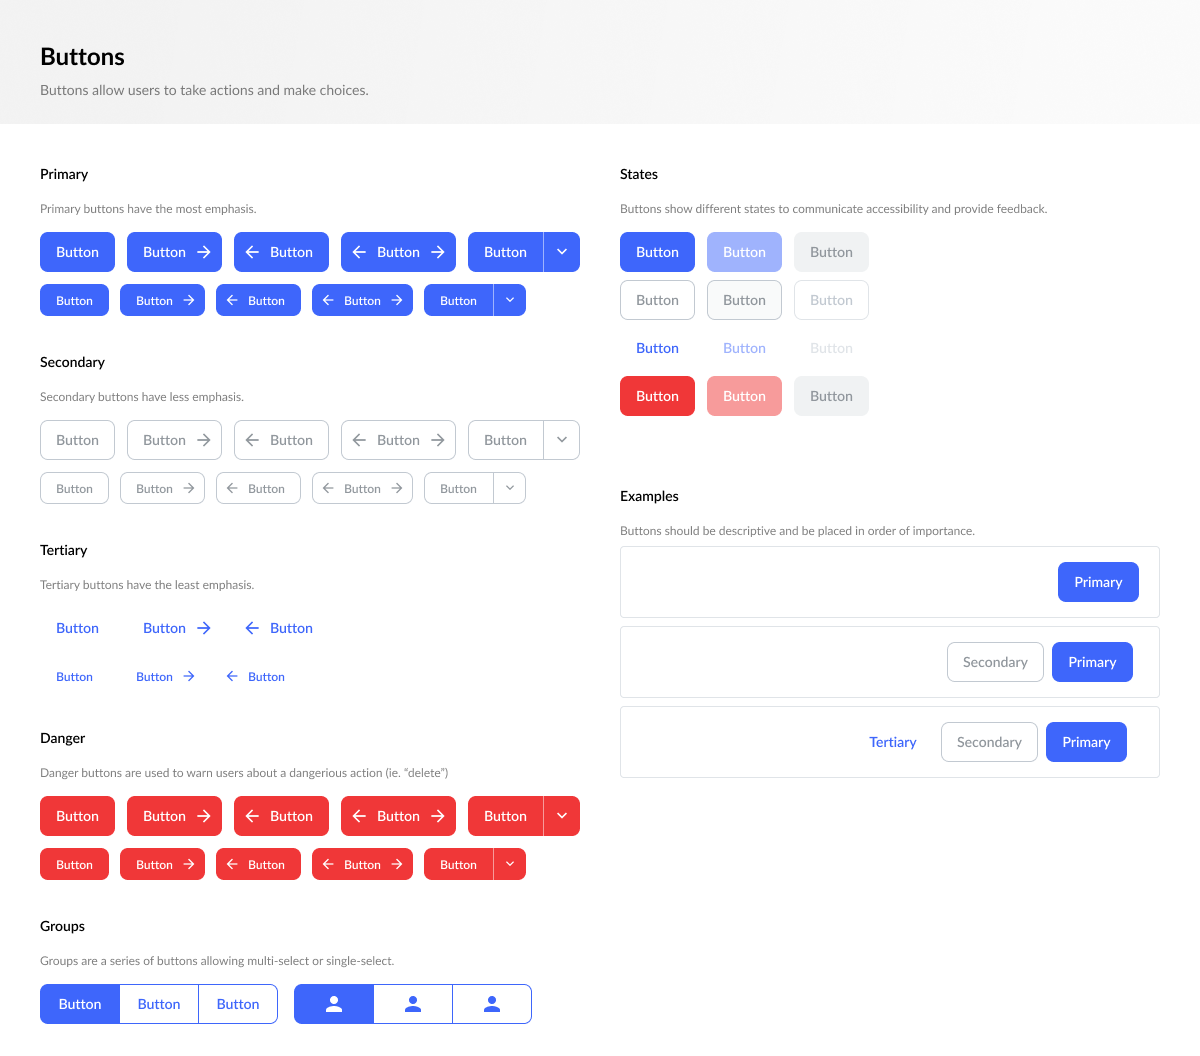 Buttons
Buttons allow users to take actions and make choices.
Primary
Primary buttons have the most emphasis.
Button Button Button Button Button
Button Button Button Button Button
Secondary
Secondary buttons have less emphasis.
Button Button Button Button Button
Button Button Button Button Button
Tertiary
Tertiary buttons have the least emphasis.
Button Button Button
Button Button Button
Danger
Danger buttons are used to warn users about a dangerious action (ie. “delete”)
Button Button Button Button Button
Button Button Button Button Button
Groups
Groups are a series of buttons allowing multi-select or single-select.
Button Button Button
States
Buttons show different states to communicate accessibility and provide feedback.
Button Button Button
Button Button Button
Button Button Button
Button Button Button
Examples
Buttons should be descriptive and be placed in order of importance.
Primary
Secondary Primary
Tertiary Secondary Primary